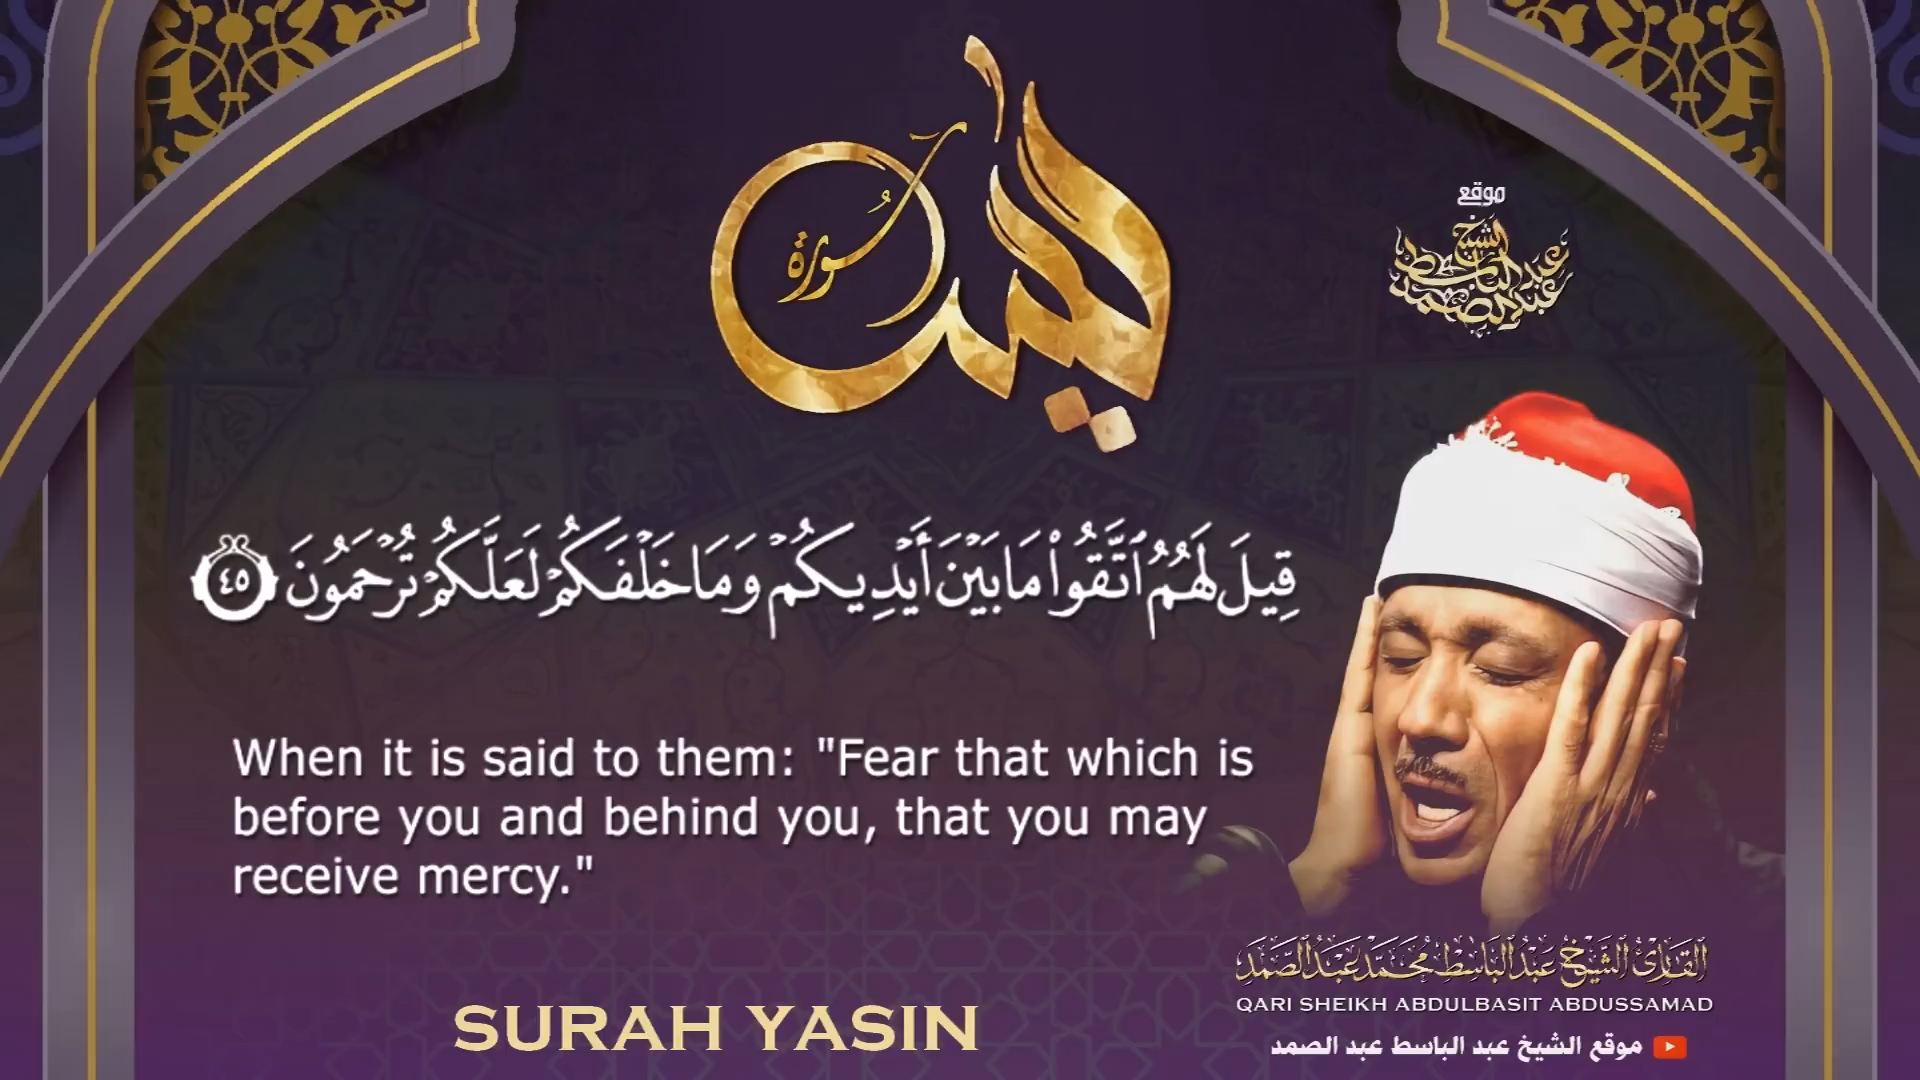 سورة
يس
موقع
الشيخ
عبد الباسط
عبد الصمد
قِيلَ لَهُمُ ٱتَّقُوا۟ مَا بَيْنَ أَيْدِيكُمْ وَمَا خَلْفَكُمْ لَعَلَّكُمْ تُرْحَمُونَ ٤٥
When it is said to them: "Fear that which is
before you and behind you, that you may
receive mercy."
القارئ الشيخ عبد الباسط محمد عبد الصمد
QARI SHEIKH ABDULBASIT ABDUSSAMAD
SURAH YASIN
موقع الشيخ عبد الباسط عبد الصمد